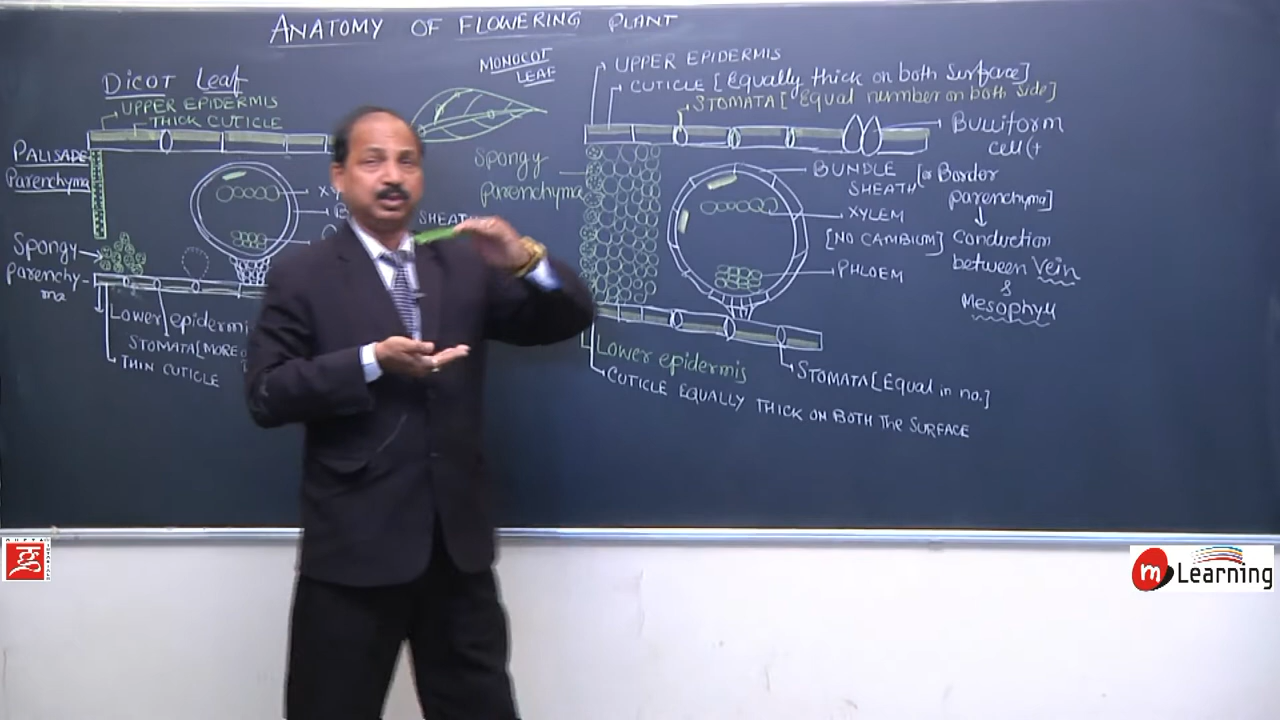 ANATOMY OF FLOWERING PLANT
DICOT Leaf
UPPER EPIDERMIS
THICK CUTICLE
PALISADE
Parenchyma
Spongy
parenchy-
ma
Lower epidermis
STOMATA [MORE
THIN CUTICLE
SHEATH
MONOCOT
LEAF
UPPER EPIDERMIS
CUTICLE [Equally thick on both Surface]
STOMATA [Equal number on both side]
Bulliform
cell (+
Spongy
parenchyma
BUNDLE
SHEATH [or Border
parenchyma]
XYLEM
[NO CAMBIUM]
PHLOEM
Conduction
between Vein
&
Mesophyll
Lower epidermis
STOMATA [Equal in no.]
CUTICLE EQUALLY THICK ON BOTH The SURFACE
m Learning